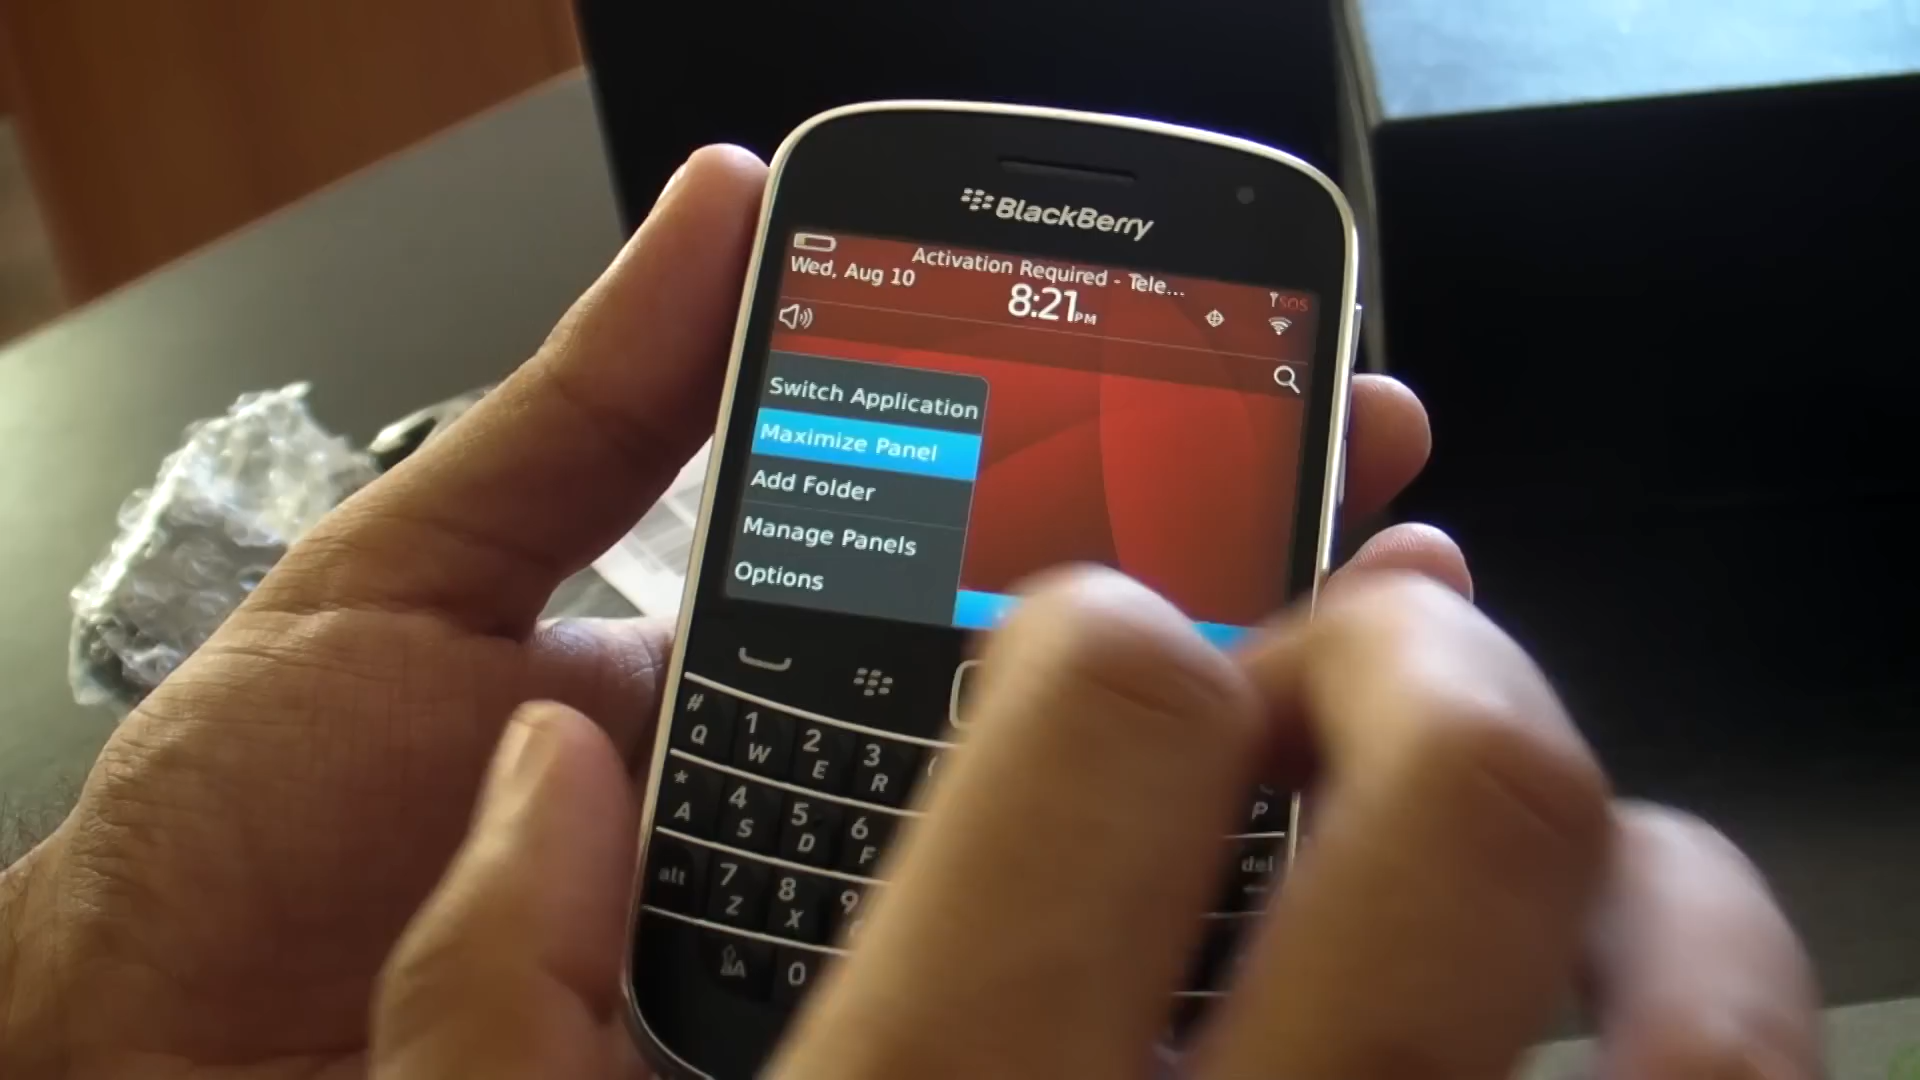 BlackBerry
Activation Required - Tele...
Wed, Aug 10
8:21PM
SOS
Switch Application
Maximize Panel
Add Folder
Manage Panels
Options
# 1 2 3
Q W E R
* 4 5 6
A S D F
P
alt 7 8 9
Z X
del
A 0